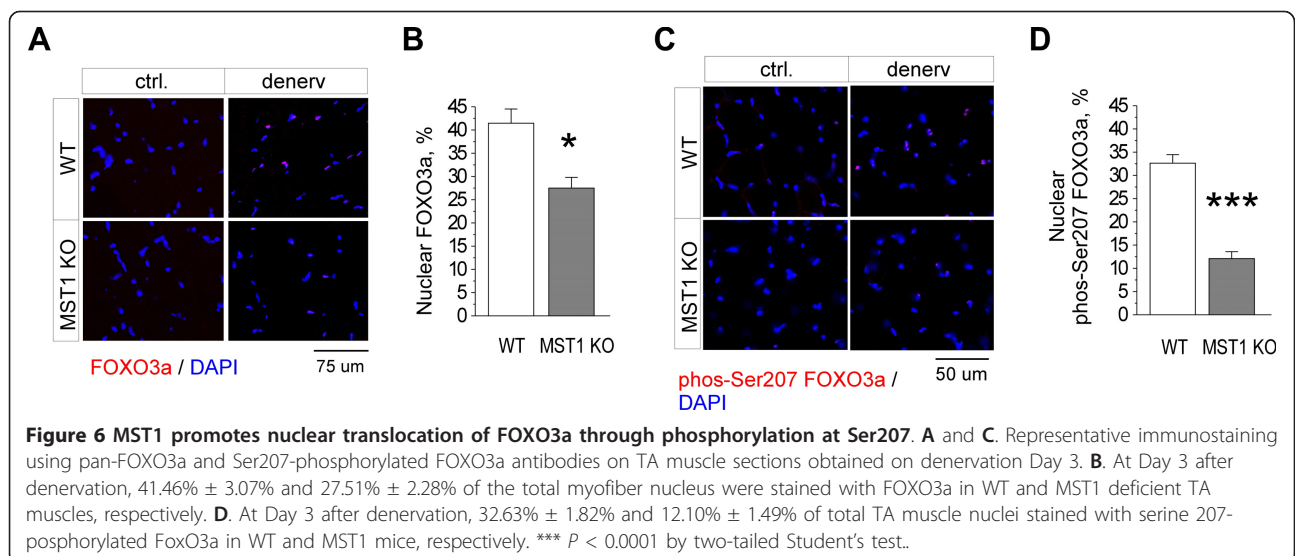 A
ctrl.
denerv
WT
MST1 KO
FOXO3a / DAPI
75 um
B
Nuclear FOXO3a, %
45
40
35
30
25
20
15
10
5
0
*
WT
MST1 KO
C
ctrl.
denerv
WT
MST1 KO
phos-Ser207 FOXO3a /
DAPI
50 um
D
Nuclear
phos-Ser207 FOXO3a, %
45
40
35
30
25
20
15
10
5
0
***
WT
MST1 KO
Figure 6 MST1 promotes nuclear translocation of FOXO3a through phosphorylation at Ser207. A and C. Representative immunostaining
using pan-FOXO3a and Ser207-phosphorylated FOXO3a antibodies on TA muscle sections obtained on denervation Day 3. B. At Day 3 after
denervation, 41.46% ± 3.07% and 27.51% ± 2.28% of the total myofiber nucleus were stained with FOXO3a in WT and MST1 deficient TA
muscles, respectively. D. At Day 3 after denervation, 32.63% ± 1.82% and 12.10% ± 1.49% of total TA muscle nuclei stained with serine 207-
posphorylated FoxO3a in WT and MST1 mice, respectively. *** P < 0.0001 by two-tailed Student's test..